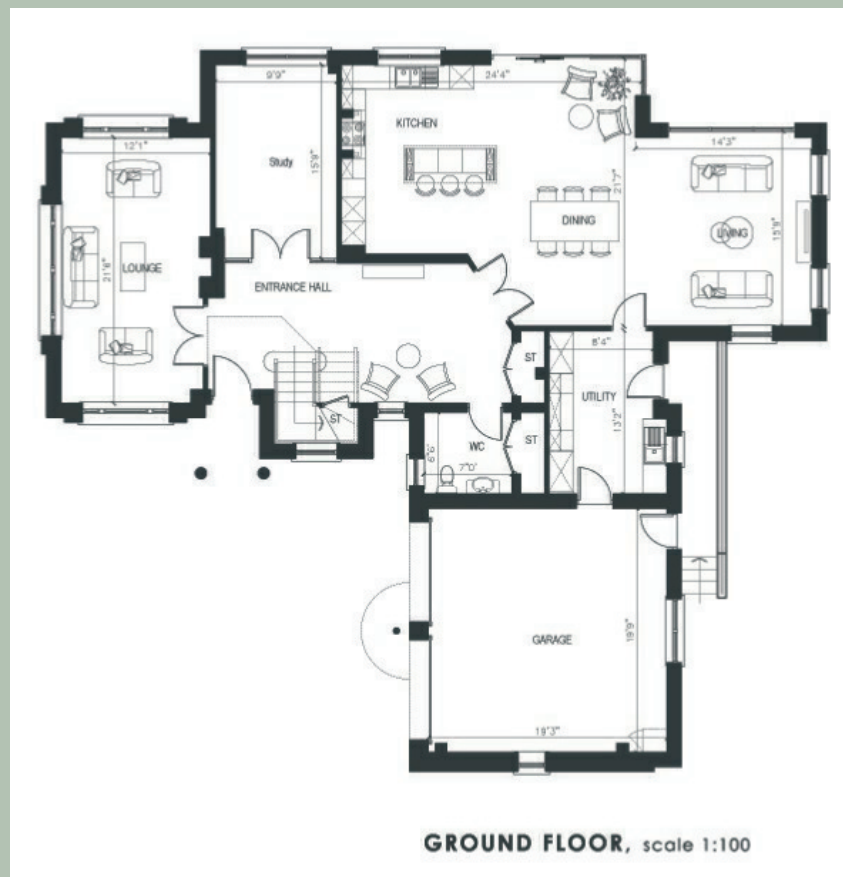 9'9"
24'4"
KITCHEN
12'1"
14'3"
Study
15'9"
21'7"
DINING
LIVING
15'9"
LOUNGE
21'6"
ENTRANCE HALL
8'4"
ST
UTILITY
13'2"
ST
WC
ST
6'6"
7'0"
GARAGE
19'9"
19'3"
GROUND FLOOR, scale 1:100